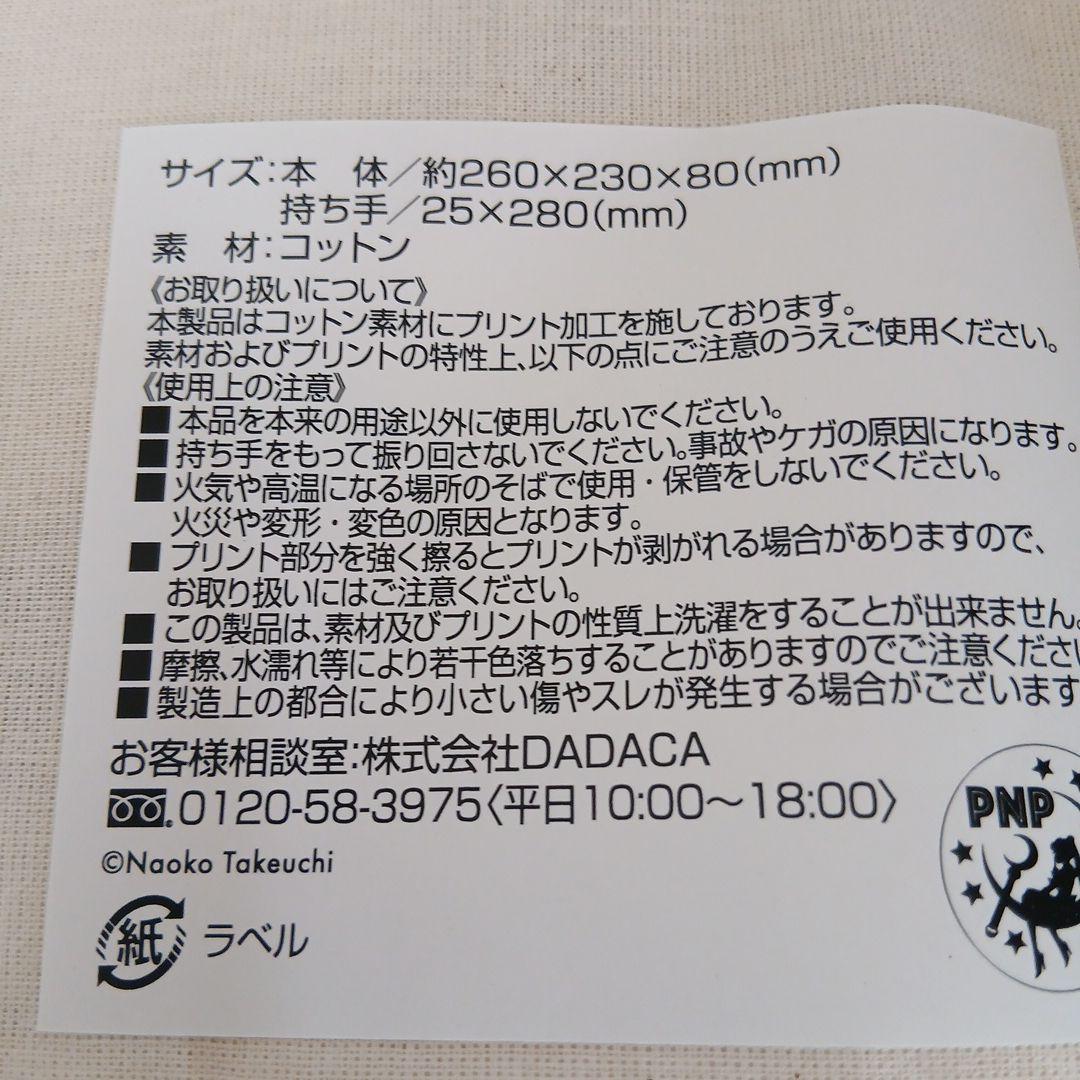 サイズ:本　体/約260×230×80(mm)
持ち手/25×280(mm)
素　材:コットン
《お取り扱いについて》
本製品はコットン素材にプリント加工を施しております。
素材およびプリントの特性上、以下の点にご注意のうえご使用ください。
《使用上の注意》
■ 本品を本来の用途以外に使用しないでください。
■ 持ち手をもって振り回さないでください。事故やケガの原因になります。
■ 火気や高温になる場所のそばで使用・保管をしないでください。
火災や変形・変色の原因となります。
■ プリント部分を強く擦るとプリントが剥がれる場合がありますので、
お取り扱いにはご注意ください。
■ この製品は、素材及びプリントの性質上洗濯をすることが出来ません。
■ 摩擦、水濡れ等により若干色落ちすることがありますのでご注意くださ
■ 製造上の都合により小さい傷やスレが発生する場合がございます
お客様相談室:株式会社DADACA
0120-58-3975〈平日10:00〜18:00〉
©Naoko Takeuchi
PNP
紙 ラベル